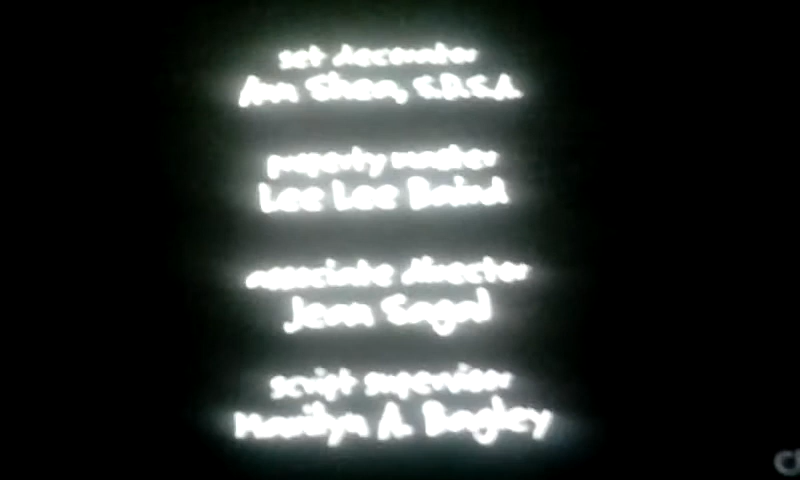 set decorator
Ann Shea, S.D.S.A.
property master
Lee Lee Baird
associate director
Jean Sagal
script supervisor
Marilyn A. Bagley